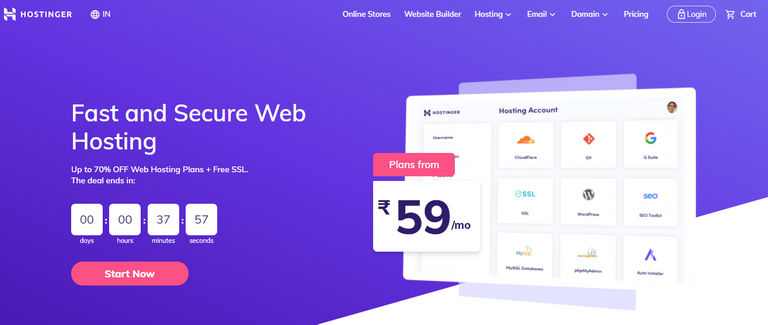 HOSTINGER
IN
Online Stores
Website Builder
Hosting
Email
Domain
Pricing
Login
Cart
Fast and Secure Web
Hosting
Up to 70% OFF Web Hosting Plans + Free SSL.
The deal ends in:
00 : 00 : 37 : 57
days hours minutes seconds
Start Now
Plans from
₹ 59/mo
HOSTINGER
Hosting Account
Username
Cloudflare
GIT
G Suite
SSL
SSL
WordPress
seo
SEO Toolkit
MySQL
MySQL Databases
phpMyAdmin
Auto Installer